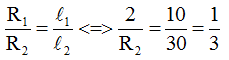 R₁/R₂ = ℓ₁/ℓ₂ <=> 2/R₂ = 10/30 = 1/3